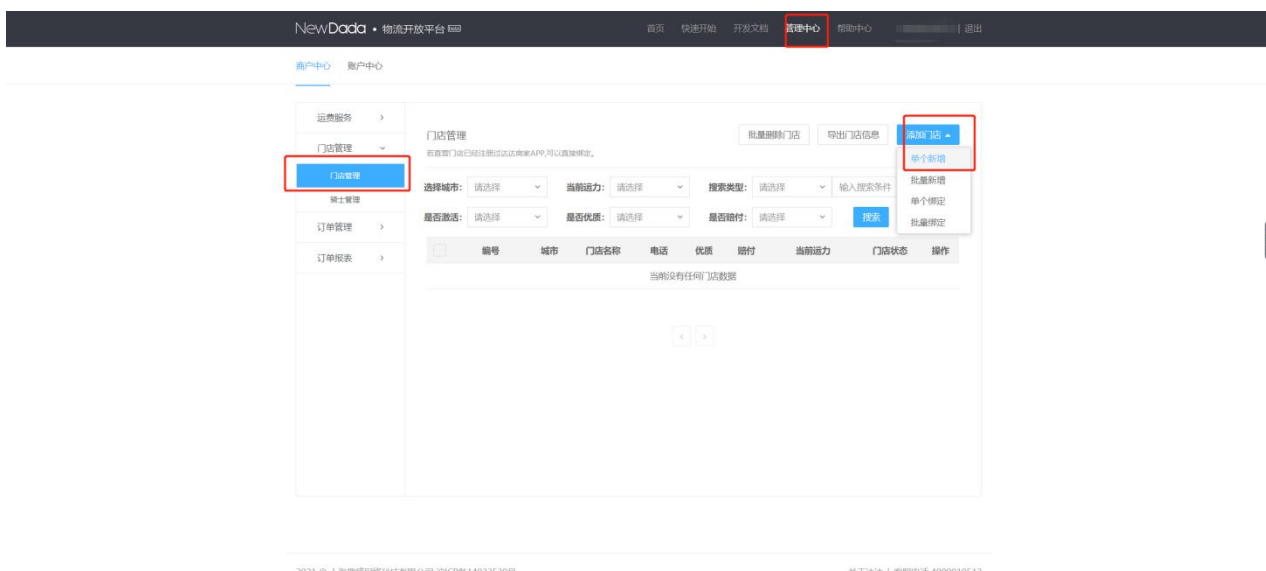 NewDada • 物流开放平台
首页 快速开始 开发文档 管理中心 帮助中心 | 退出
商户中心 账户中心
运费服务
门店管理
门店管理
骑士管理
订单管理
订单报表
门店管理
批量删除门店 导出门店信息 添加门店
若直营门店已经注册过达达商家APP,可以直接绑定。
单个新增
批量新增
单个绑定
批量绑定
选择城市: 请选择 当前运力: 请选择 搜索类型: 请选择 输入搜索条件
是否激活: 请选择 是否优质: 请选择 是否赔付: 请选择 搜索
编号 城市 门店名称 电话 优质 赔付 当前运力 门店状态 操作
当前没有任何门店数据